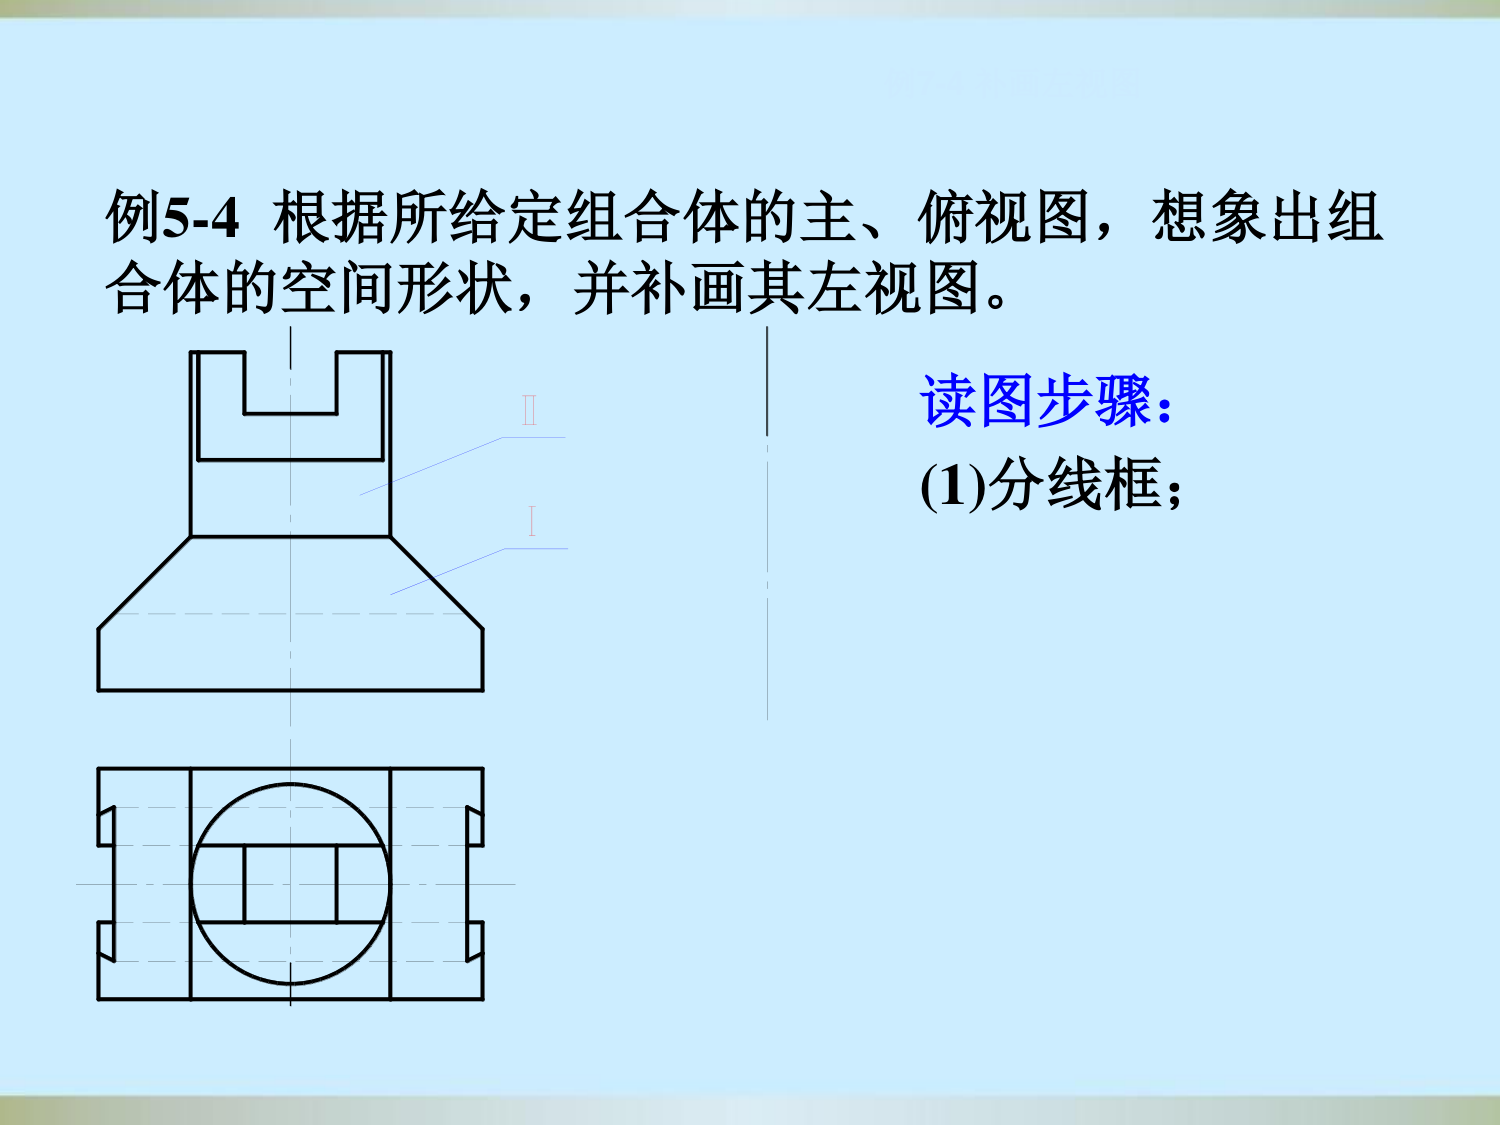 例5-4 根据所给定组合体的主、俯视图，想象出组
合体的空间形状，并补画其左视图。
读图步骤：
(1)分线框；
II
I